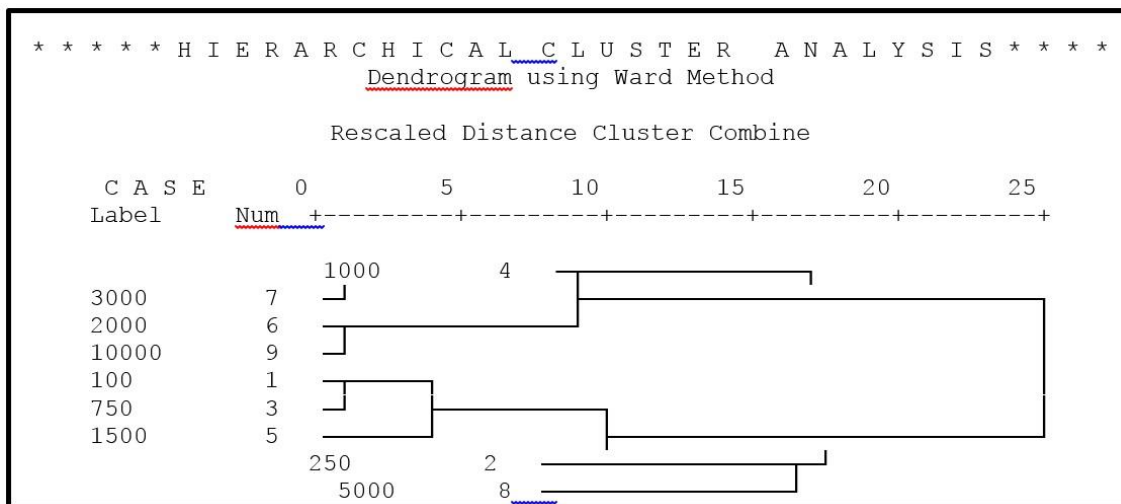 * * * * * H I E R A R C H I C A L C L U S T E R A N A L Y S I S * * * *
Dendrogram using Ward Method
Rescaled Distance Cluster Combine
C A S E 0 5 10 15 20 25
Label Num +---------+---------+---------+---------+---------+
1000 4
3000 7
2000 6
10000 9
100 1
750 3
1500 5
250 2
5000 8